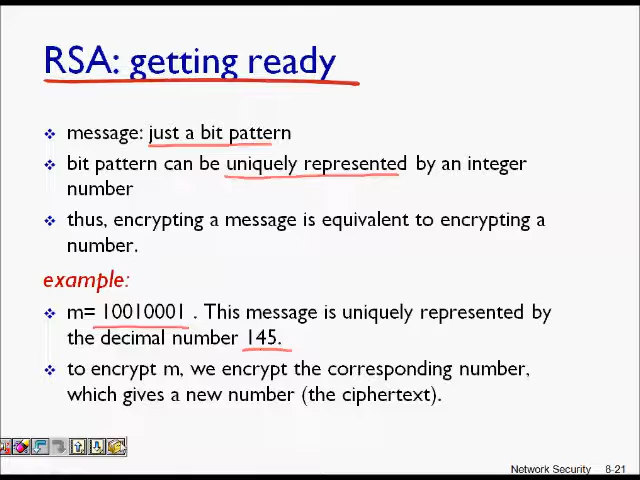 RSA: getting ready
message: just a bit pattern
bit pattern can be uniquely represented by an integer
number
thus, encrypting a message is equivalent to encrypting a
number.
example:
m= 10010001 . This message is uniquely represented by
the decimal number 145.
to encrypt m, we encrypt the corresponding number,
which gives a new number (the ciphertext).
Network Security 8-21